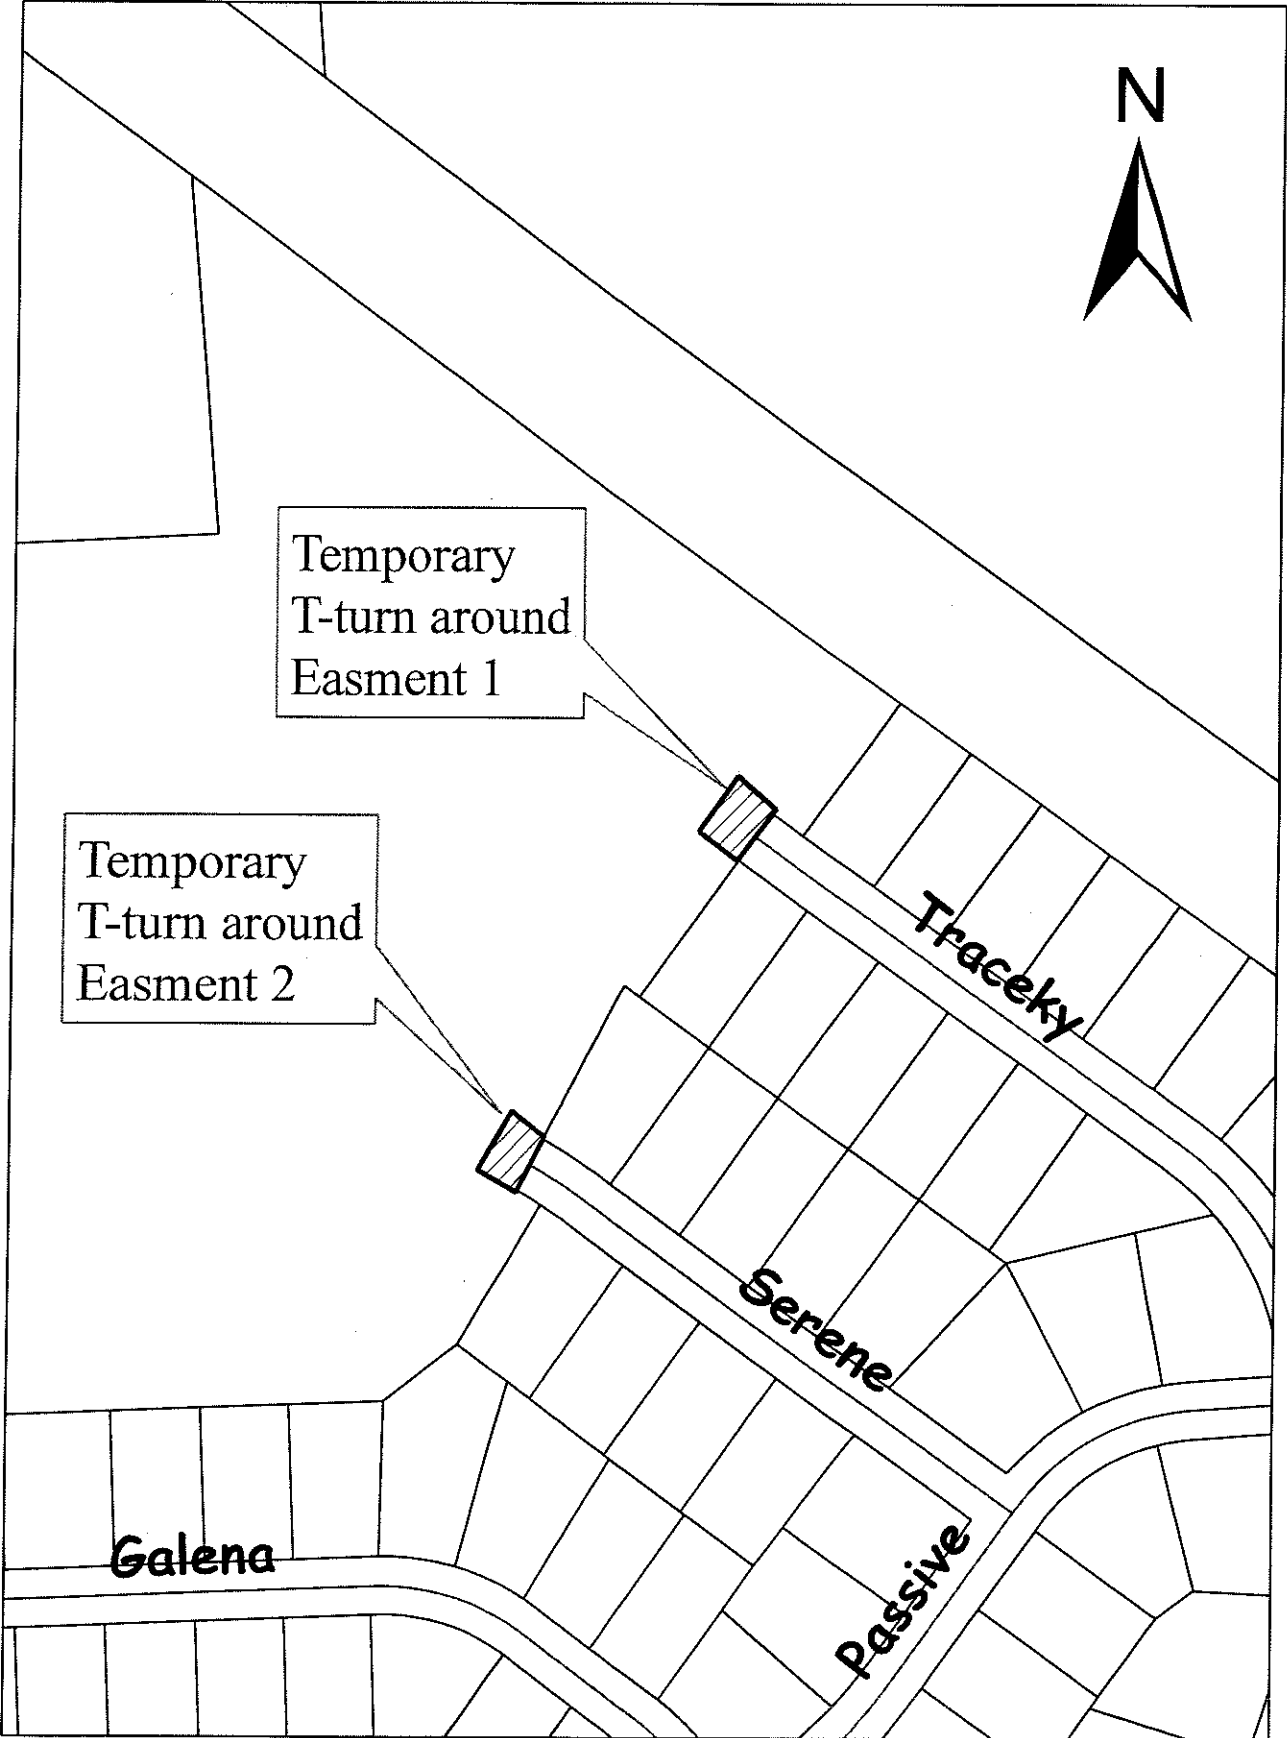 N
Temporary
T-turn around
Easment 1
Temporary
T-turn around
Easment 2
Traceky
Serene
Galena
Passive